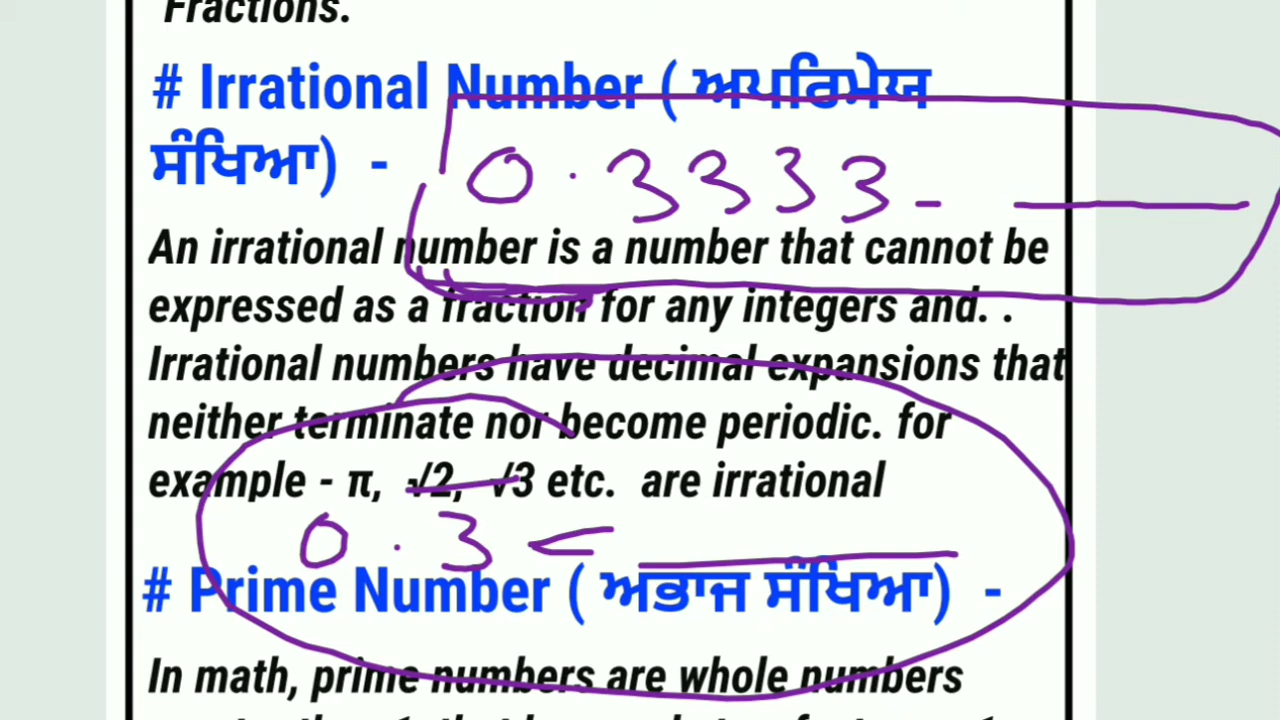 Fractions.
# Irrational Number ( ਅਪਰਿਮੇਯ
ਸੰਖਿਆ) -
0.3333-
An irrational number is a number that cannot be
expressed as a fraction for any integers and. .
Irrational numbers have decimal expansions that
neither terminate nor become periodic. for
example - π, √2, √3 etc. are irrational
0.3
# Prime Number ( ਅਭਾਜ ਸੰਖਿਆ) -
In math, prime numbers are whole numbers